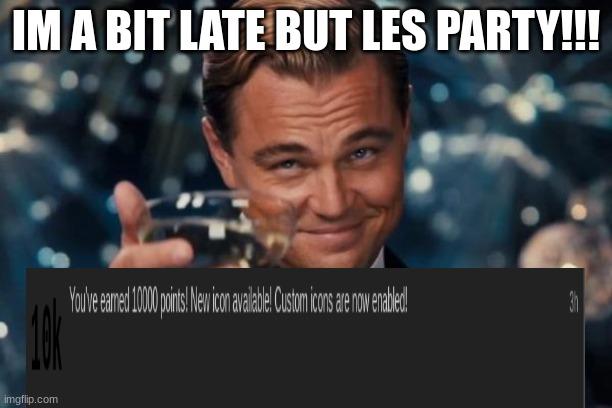 IM A BIT LATE BUT LES PARTY!!!
10k
You've earned 10000 points! New icon available! Custom icons are now enabled!
3h
imgflip.com